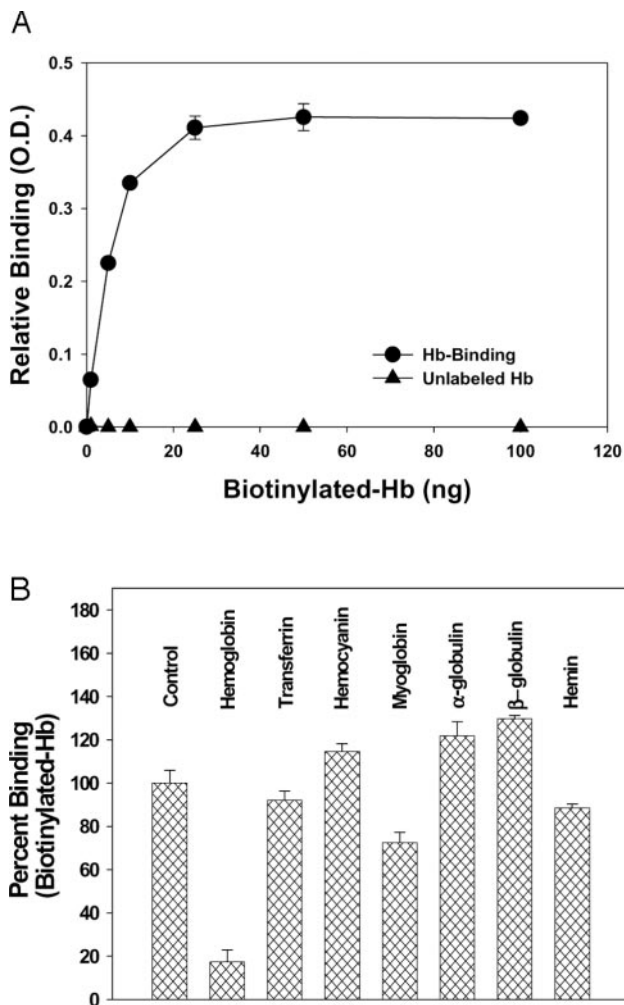 A
Relative Binding (O.D.)
0.5
0.4
0.3
0.2
0.1
0.0
Hb-Binding
Unlabeled Hb
0 20 40 60 80 100 120
Biotinylated-Hb (ng)
B
Percent Binding
(Biotinylated-Hb)
180
160
140
120
100
80
60
40
20
0
Control
Hemoglobin
Transferrin
Hemocyanin
Myoglobin
α-globulin
β–globulin
Hemin